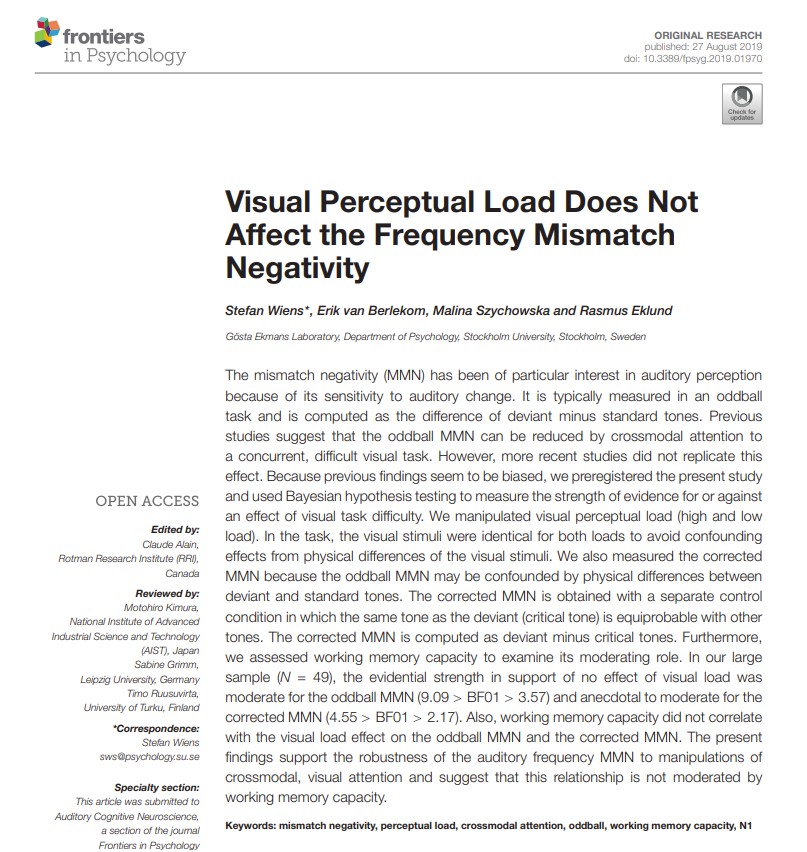 frontiers
in Psychology
ORIGINAL RESEARCH
published: 27 August 2019
doi: 10.3389/fpsyg.2019.01970
Check for
updates
Visual Perceptual Load Does Not
Affect the Frequency Mismatch
Negativity
Stefan Wiens*, Erik van Berlekom, Malina Szychowska and Rasmus Eklund
Gösta Ekmans Laboratory, Department of Psychology, Stockholm University, Stockholm, Sweden
The mismatch negativity (MMN) has been of particular interest in auditory perception
because of its sensitivity to auditory change. It is typically measured in an oddball
task and is computed as the difference of deviant minus standard tones. Previous
studies suggest that the oddball MMN can be reduced by crossmodal attention to
a concurrent, difficult visual task. However, more recent studies did not replicate this
effect. Because previous findings seem to be biased, we preregistered the present study
and used Bayesian hypothesis testing to measure the strength of evidence for or against
an effect of visual task difficulty. We manipulated visual perceptual load (high and low
load). In the task, the visual stimuli were identical for both loads to avoid confounding
effects from physical differences of the visual stimuli. We also measured the corrected
MMN because the oddball MMN may be confounded by physical differences between
deviant and standard tones. The corrected MMN is obtained with a separate control
condition in which the same tone as the deviant (critical tone) is equiprobable with other
tones. The corrected MMN is computed as deviant minus critical tones. Furthermore,
we assessed working memory capacity to examine its moderating role. In our large
sample (N = 49), the evidential strength in support of no effect of visual load was
moderate for the oddball MMN (9.09 > BF01 > 3.57) and anecdotal to moderate for the
corrected MMN (4.55 > BF01 > 2.17). Also, working memory capacity did not correlate
with the visual load effect on the oddball MMN and the corrected MMN. The present
findings support the robustness of the auditory frequency MMN to manipulations of
crossmodal, visual attention and suggest that this relationship is not moderated by
working memory capacity.
Keywords: mismatch negativity, perceptual load, crossmodal attention, oddball, working memory capacity, N1
OPEN ACCESS
Edited by:
Claude Alain,
Rotman Research Institute (RRI),
Canada
Reviewed by:
Motohiro Kimura,
National Institute of Advanced
Industrial Science and Technology
(AIST), Japan
Sabine Grimm,
Leipzig University, Germany
Timo Ruusuvirta,
University of Turku, Finland
*Correspondence:
Stefan Wiens
sws@psychology.su.se
Specialty section:
This article was submitted to
Auditory Cognitive Neuroscience,
a section of the journal
Frontiers in Psychology